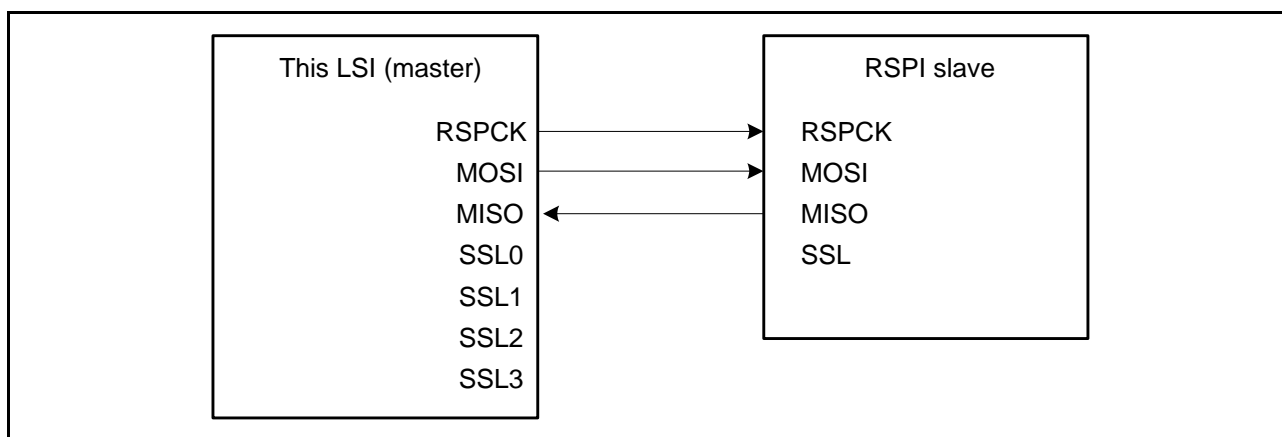 This LSI (master)
RSPCK
MOSI
MISO
SSL0
SSL1
SSL2
SSL3
RSPI slave
RSPCK
MOSI
MISO
SSL